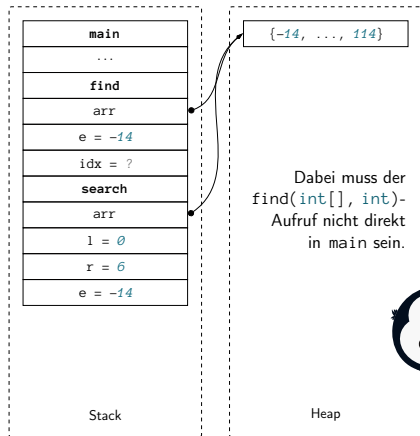 main
...
find
arr
e = -14
idx = ?
search
arr
l = 0
r = 6
e = -14
Stack
{-14, ..., 114}
Dabei muss der
find(int[], int)-
Aufruf nicht direkt
in main sein.
Heap